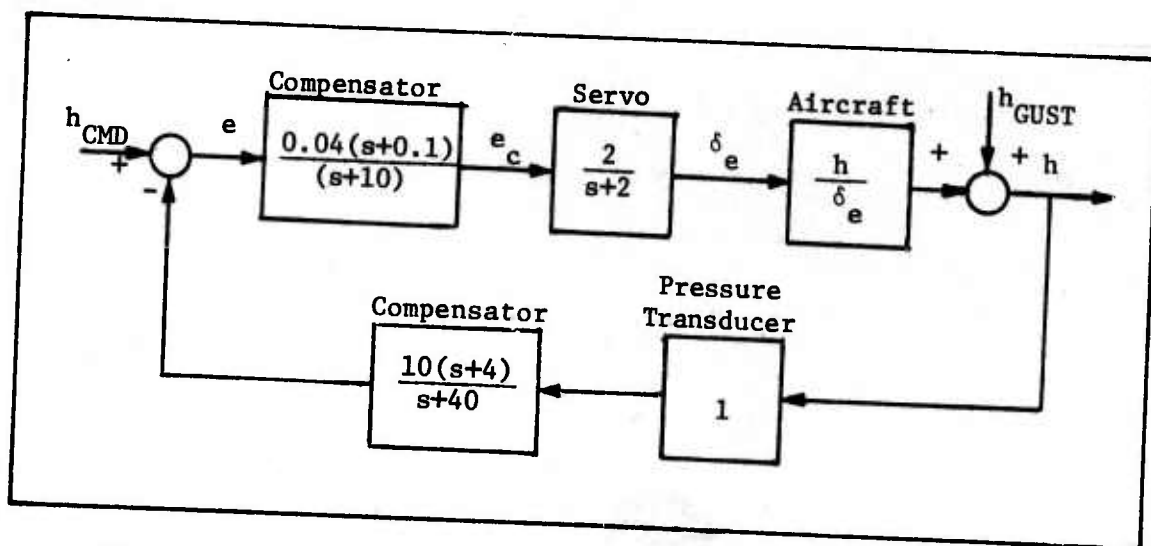 Compensator
Servo
Aircraft
h_GUST
h_CMD
+
-
e
0.04(s+0.1)
(s+10)
e_c
2
s+2
δ_e
h
δ_e
+
+
h
Compensator
10(s+4)
s+40
Pressure
Transducer
1